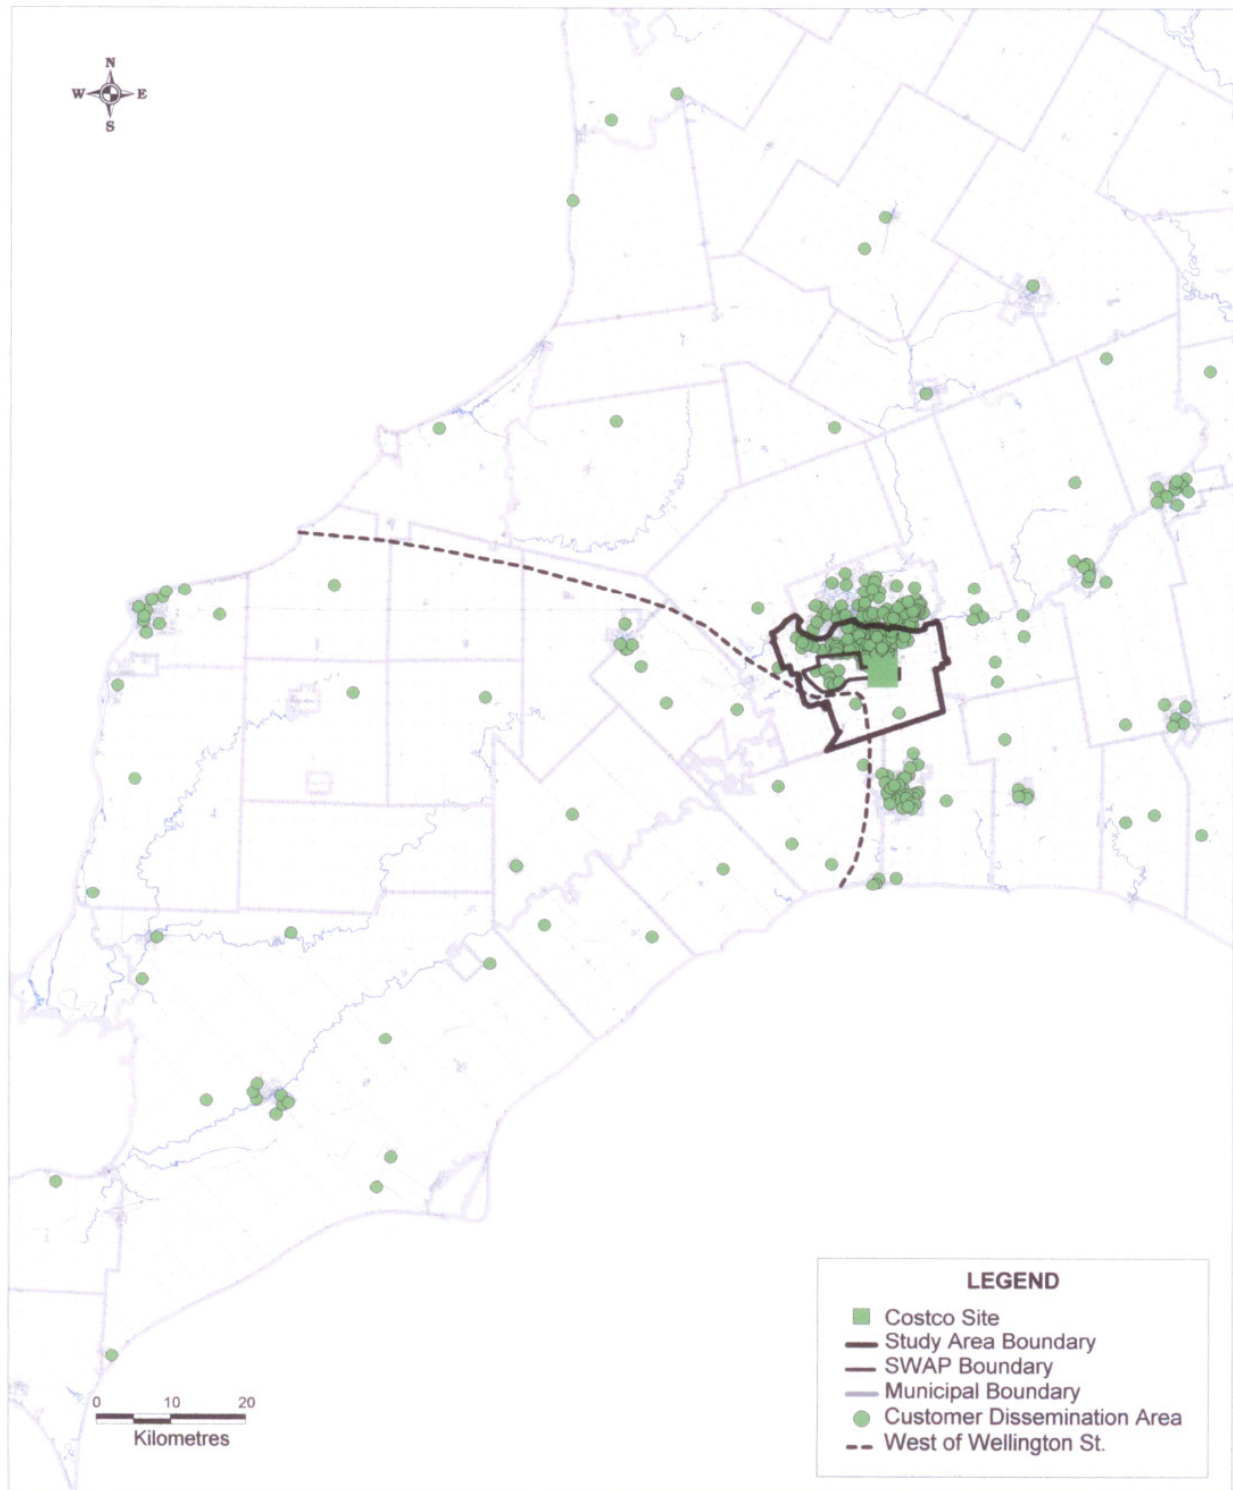 N
W E
S
0 10 20
Kilometres
LEGEND
Costco Site
Study Area Boundary
SWAP Boundary
Municipal Boundary
Customer Dissemination Area
West of Wellington St.